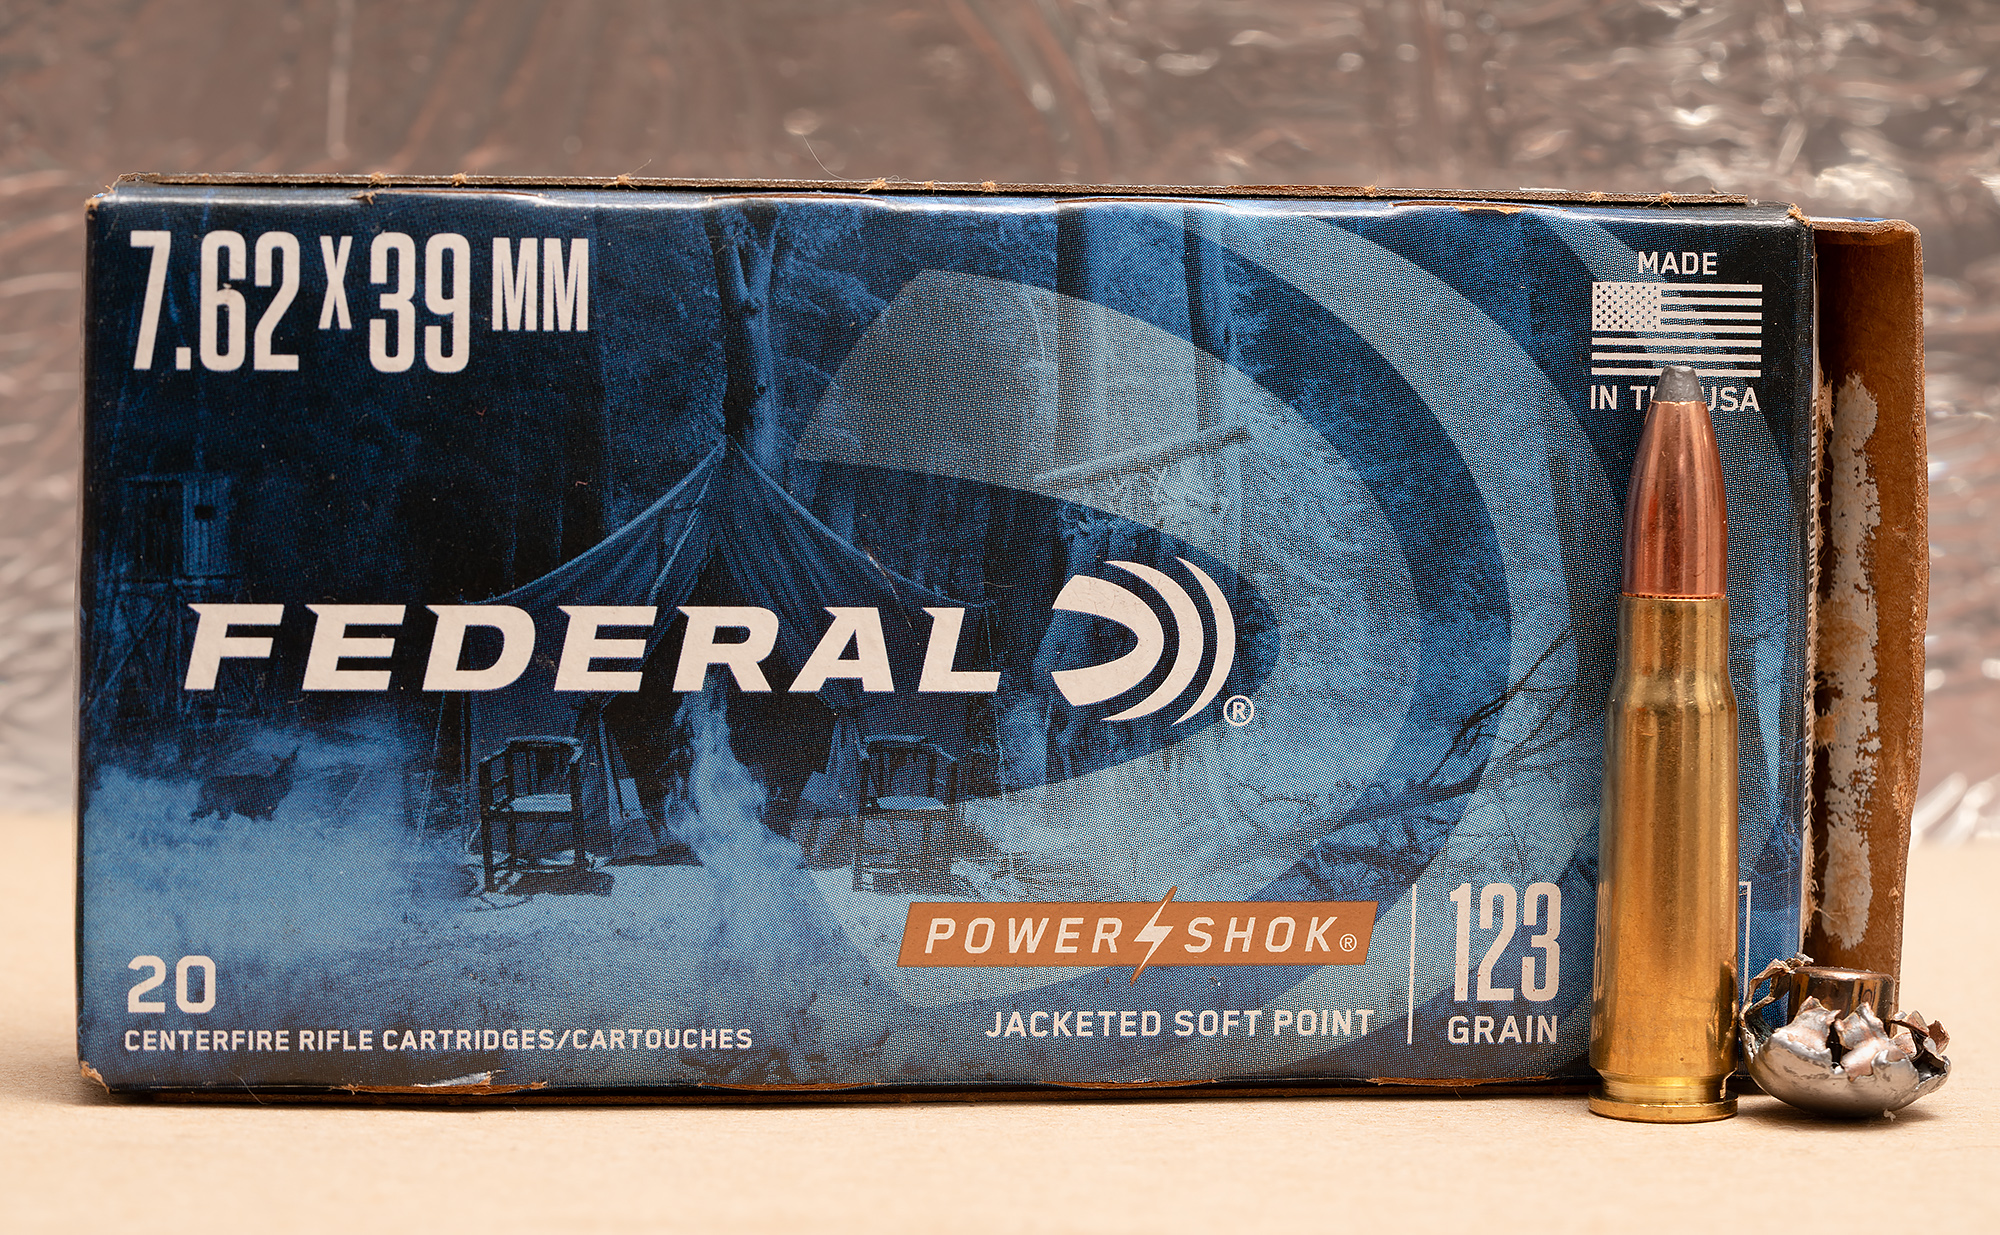 7.62 X 39 MM
MADE
IN USA
FEDERAL ®
POWER SHOK®
123
GRAIN
JACKETED SOFT POINT
20
CENTERFIRE RIFLE CARTRIDGES/CARTOUCHES